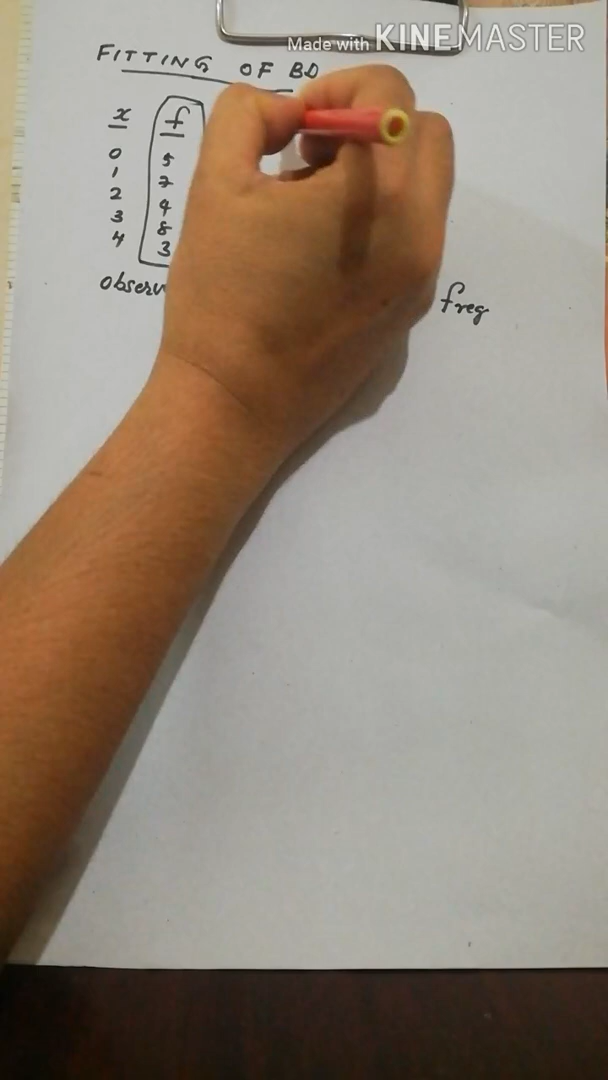 Made with KINEMASTER
FITTING OF BD
x f
0 5
1 7
2 4
3 8
4 3
freq